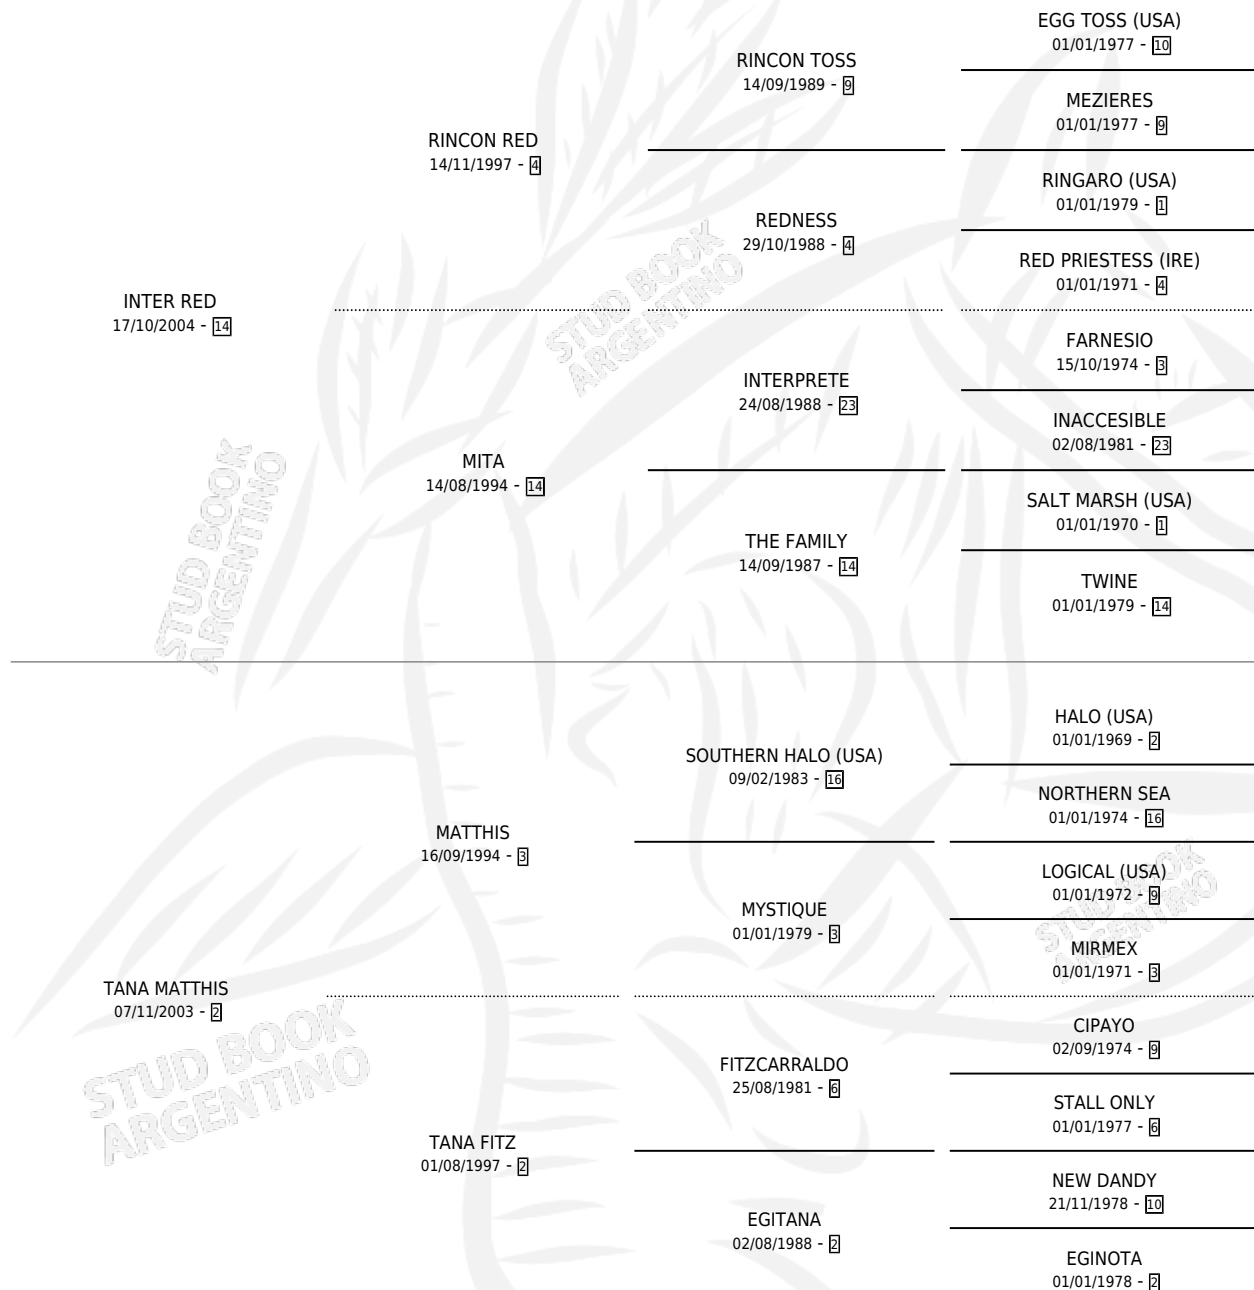 EGG TOSS (USA)
01/01/1977 - 10
RINCON TOSS
14/09/1989 - 9
MEZIERES
01/01/1977 - 9
RINCON RED
14/11/1997 - 4
RINGARO (USA)
01/01/1979 - 1
REDNESS
29/10/1988 - 4
RED PRIESTESS (IRE)
01/01/1971 - 4
INTER RED
17/10/2004 - 14
STUD BOOK
ARGENTINO
FARNESIO
15/10/1974 - 3
INTERPRETE
24/08/1988 - 23
INACCESIBLE
02/08/1981 - 23
MITA
14/08/1994 - 14
SALT MARSH (USA)
01/01/1970 - 1
THE FAMILY
14/09/1987 - 14
TWINE
01/01/1979 - 14
STUD BOOK
ARGENTINO
HALO (USA)
01/01/1969 - 2
SOUTHERN HALO (USA)
09/02/1983 - 16
NORTHERN SEA
01/01/1974 - 16
MATTHIS
16/09/1994 - 3
LOGICAL (USA)
01/01/1972 - 9
MYSTIQUE
01/01/1979 - 3
MIRMEX
01/01/1971 - 3
STUD BOOK
ARGENTINO
TANA MATTHIS
07/11/2003 - 2
CIPAYO
02/09/1974 - 9
FITZCARRALDO
25/08/1981 - 6
STALL ONLY
01/01/1977 - 6
STUD BOOK
ARGENTINO
TANA FITZ
01/08/1997 - 2
NEW DANDY
21/11/1978 - 10
EGITANA
02/08/1988 - 2
EGINOTA
01/01/1978 - 2